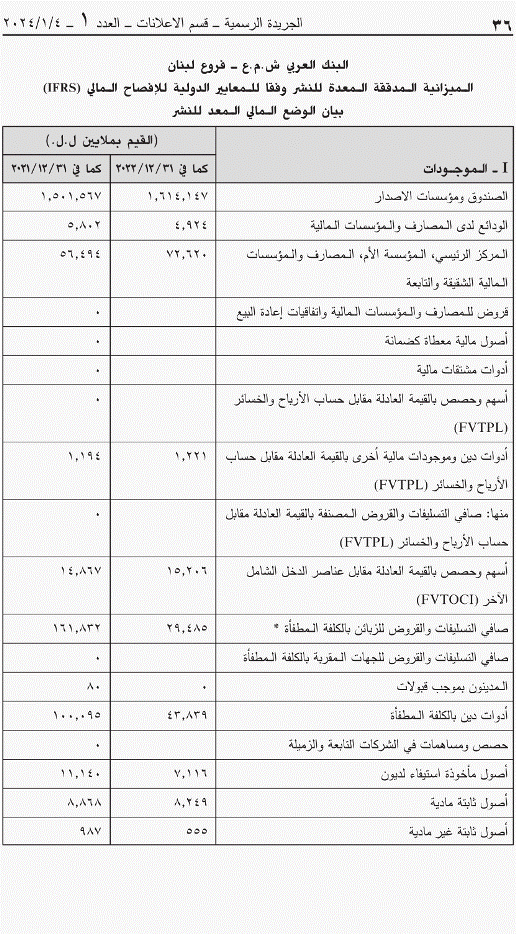 ٣٦ الجريدة الرسمية ـ قسم الاعلانات ـ العدد ١ ـ ٢٠٢٤/١/٤
البنك العربي ش.م.ع ـ فروع لبنان
الميزانية المدققة المعدة للنشر وفقا للمعايير الدولية للإفصاح المالي (IFRS)
بيان الوضع المالي المعد للنشر
(القيم بملايين ل.ل.)
I ـ الموجودات كما في ٢٠٢٢/١٢/٣١ كما في ٢٠٢١/١٢/٣١
الصندوق ومؤسسات الاصدار ١,٦١٤,١٤٧ ١,٥٠١,٥٦٧
الودائع لدى المصارف والمؤسسات المالية ٤,٩٢٤ ٥,٨٠٢
المركز الرئيسي، المؤسسة الأم، المصارف والمؤسسات ٧٢,٦٢٠ ٥٦,٤٩٤
المالية الشقيقة والتابعة
قروض للمصارف والمؤسسات المالية واتفاقيات إعادة البيع ٠
أصول مالية معطاة كضمانة ٠
أدوات مشتقات مالية ٠
أسهم وحصص بالقيمة العادلة مقابل حساب الأرباح والخسائر ٠
(FVTPL)
أدوات دين وموجودات مالية أخرى بالقيمة العادلة مقابل حساب ١,٢٢١ ١,١٩٤
الأرباح والخسائر (FVTPL)
منها: صافي التسليفات والقروض المصنفة بالقيمة العادلة مقابل ٠
حساب الأرباح والخسائر (FVTPL)
أسهم وحصص بالقيمة العادلة مقابل عناصر الدخل الشامل ١٥,٢٠٦ ١٤,٨٦٧
الآخر (FVTOCI)
صافي التسليفات والقروض للزبائن بالكلفة المطفأة * ٢٩,٤٨٥ ١٦١,٨٣٢
صافي التسليفات والقروض للجهات المقربة بالكلفة المطفأة ٠
المدينون بموجب قبولات ٠ ٨٠
أدوات دين بالكلفة المطفأة ٤٣,٨٣٩ ١٠٠,٠٩٥
حصص ومساهمات في الشركات التابعة والزميلة ٠
أصول مأخوذة استيفاء لديون ٧,١١٦ ١١,١٤٠
أصول ثابتة مادية ٨,٢٤٩ ٨,٨٦٨
أصول ثابتة غير مادية ٥٥٥ ٩٨٧